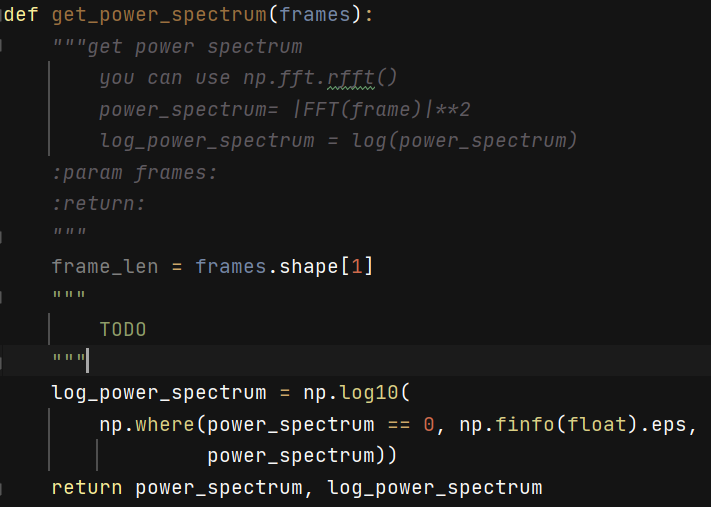 def get_power_spectrum(frames):
    """get power spectrum
        you can use np.fft.rfft()
        power_spectrum= |FFT(frame)|**2
        log_power_spectrum = log(power_spectrum)
    :param frames:
    :return:
    """
    frame_len = frames.shape[1]
    """
        TODO
    """
    log_power_spectrum = np.log10(
        np.where(power_spectrum == 0, np.finfo(float).eps,
                 power_spectrum))
    return power_spectrum, log_power_spectrum